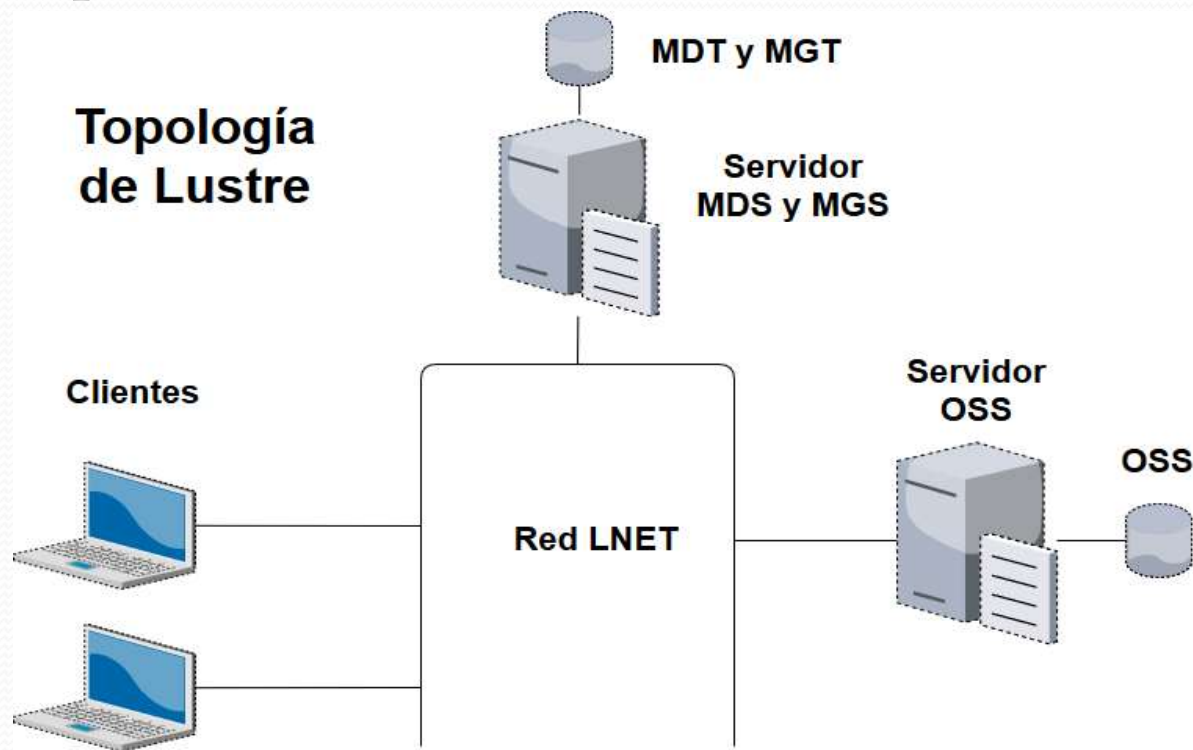 MDT y MGT
Topología
de Lustre
Servidor
MDS y MGS
Clientes
Servidor
OSS
OSS
Red LNET